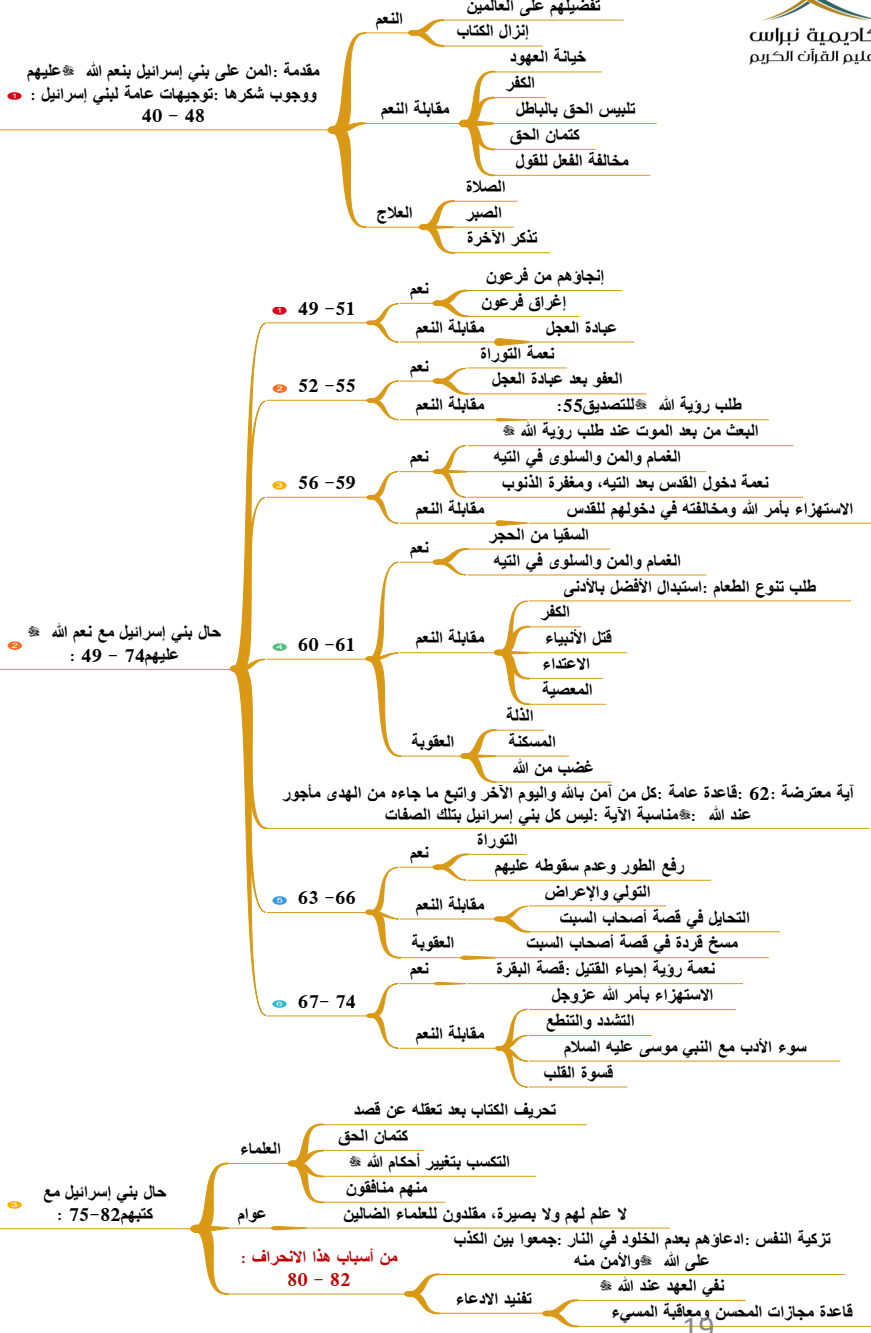 كاديمية نبراس
عليم القرآن الكريم
مقدمة :المن على بني إسرائيل بنعم الله ﷻعليهم
ووجوب شكرها :توجيهات عامة لبني إسرائيل : 1
40 – 48
النعم
تفضيلهم على العالمين
إنزال الكتاب
مقابلة النعم
خيانة العهود
الكفر
تلبيس الحق بالباطل
كتمان الحق
مخالفة الفعل للقول
العلاج
الصلاة
الصبر
تذكر الآخرة
حال بني إسرائيل مع نعم الله ﷻ 2
عليهم74 – 49 :
49 –51 1
نعم
إنجاؤهم من فرعون
إغراق فرعون
مقابلة النعم
عبادة العجل
52 –55 2
نعم
نعمة التوراة
العفو بعد عبادة العجل
مقابلة النعم
طلب رؤية الله ﷻللتصديق55:
56 –59 3
نعم
البعث من بعد الموت عند طلب رؤية الله ﷻ
الغمام والمن والسلوى في التيه
نعمة دخول القدس بعد التيه، ومغفرة الذنوب
مقابلة النعم
الاستهزاء بأمر الله ومخالفته في دخولهم للقدس
60 –61 4
نعم
السقيا من الحجر
الغمام والمن والسلوى في التيه
مقابلة النعم
طلب تنوع الطعام :استبدال الأفضل بالأدنى
الكفر
قتل الأنبياء
الاعتداء
المعصية
العقوبة
الذلة
المسكنة
غضب من الله
آية معترضة :62 :قاعدة عامة :كل من آمن بالله واليوم الآخر واتبع ما جاءه من الهدى مأجور
عند الله :ﷻمناسبة الآية :ليس كل بني إسرائيل بتلك الصفات
63 –66 5
نعم
التوراة
رفع الطور وعدم سقوطه عليهم
مقابلة النعم
التولي والإعراض
التحايل في قصة أصحاب السبت
العقوبة
مسخ قردة في قصة أصحاب السبت
67– 74 6
نعم
نعمة رؤية إحياء القتيل :قصة البقرة
مقابلة النعم
الاستهزاء بأمر الله عزوجل
التشدد والتنطع
سوء الأدب مع النبي موسى عليه السلام
قسوة القلب
حال بني إسرائيل مع 3
كتبهم82–75 :
العلماء
تحريف الكتاب بعد تعقله عن قصد
كتمان الحق
التكسب بتغيير أحكام الله ﷻ
منهم منافقون
عوام
لا علم لهم ولا بصيرة، مقلدون للعلماء الضالين
من أسباب هذا الانحراف :
80 – 82
تزكية النفس :ادعاؤهم بعدم الخلود في النار :جمعوا بين الكذب
على الله ﷻوالأمن منه
تفنيد الادعاء
نفي العهد عند الله ﷻ
قاعدة مجازات المحسن ومعاقبة المسيء
19